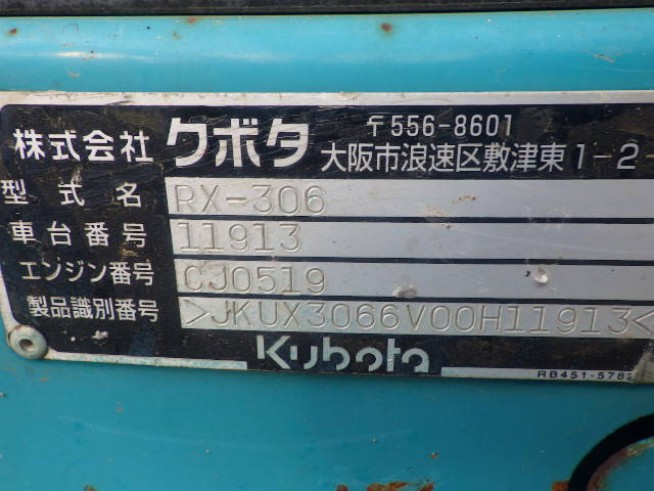 株式会社 クボタ 〒556-8601
大阪市浪速区敷津東1-2-
型式名 RX-306
車台番号 11913
エンジン番号 CJ0519
製品識別番号 >JKUX3066V00H11913<
Kubota
RB451-578